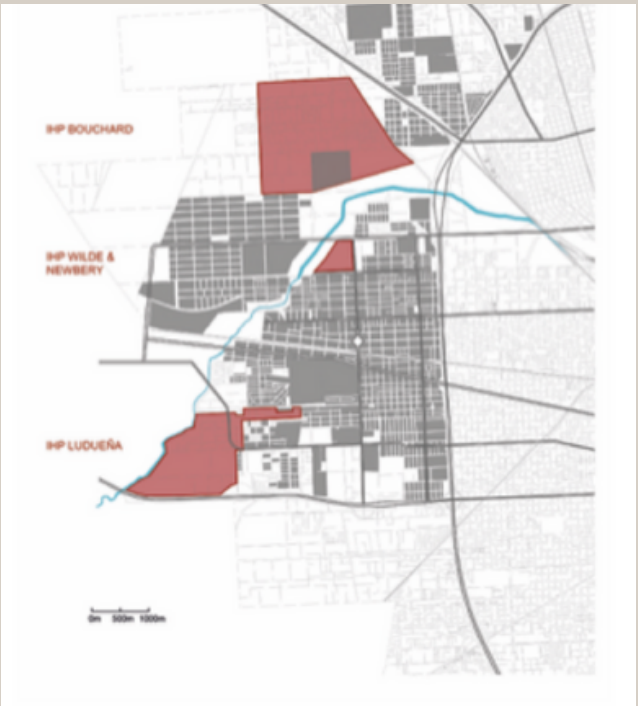 IHP BOUCHARD
IHP WILDE &
NEWBERY
IHP LUDUEÑA
0m 500m 1000m